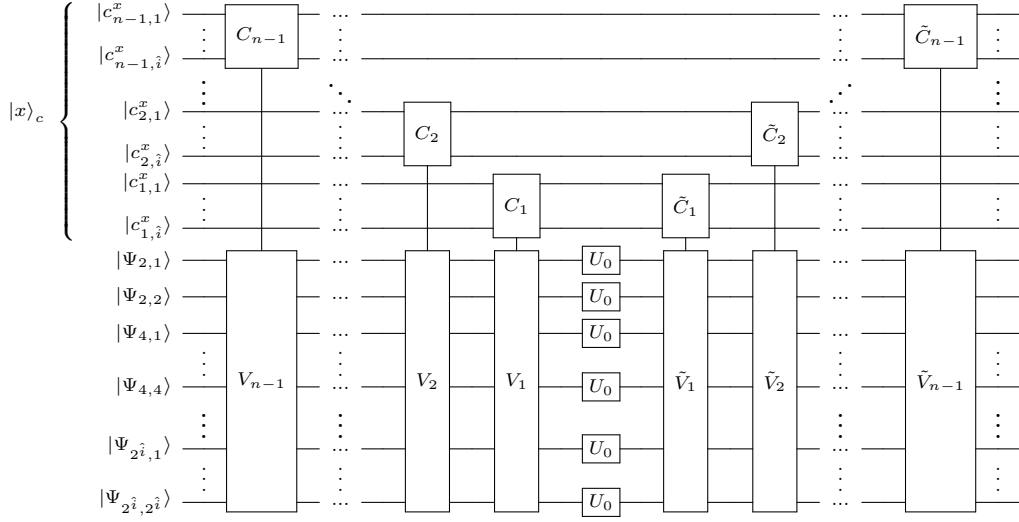 |c^x_{n−1,1}⟩ C_{n−1} ... ... C̃_{n−1}
|c^x_{n−1,î}⟩ ... ...
|x⟩_c
|c^x_{2,1}⟩ C_2 C̃_2
|c^x_{2,î}⟩ ... ...
|c^x_{1,1}⟩ ... C_1 C̃_1 ...
|c^x_{1,î}⟩ ... ...
|Ψ_{2,1}⟩ ... U_0 ...
|Ψ_{2,2}⟩ ... U_0 ...
|Ψ_{4,1}⟩ ... U_0 ...
|Ψ_{4,4}⟩ V_{n−1} ... V_2 V_1 U_0 Ṽ_1 Ṽ_2 ... Ṽ_{n−1}
|Ψ_{2^î,1}⟩ ... U_0 ...
|Ψ_{2^î,2^î}⟩ ... U_0 ...